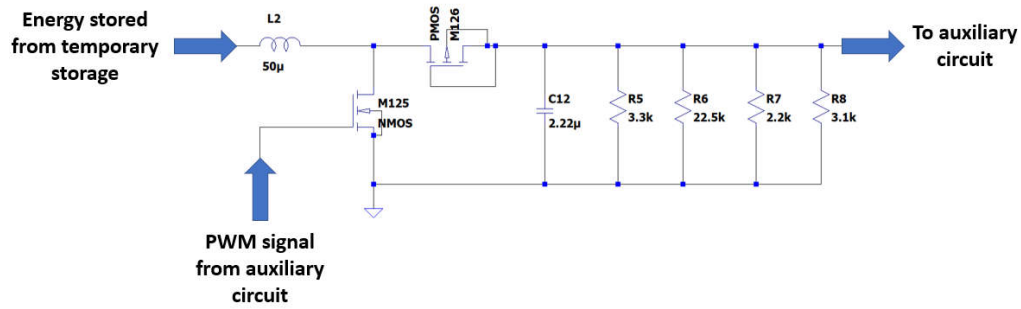 Energy stored
from temporary
storage
L2
50µ
PMOS
M126
To auxiliary
circuit
M125
NMOS
C12
2.22µ
R5
3.3k
R6
22.5k
R7
2.2k
R8
3.1k
PWM signal
from auxiliary
circuit